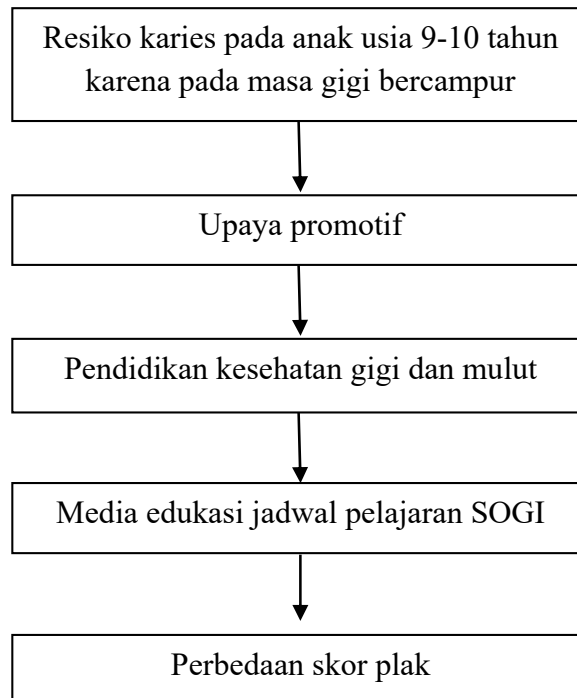 Resiko karies pada anak usia 9-10 tahun
karena pada masa gigi bercampur
Upaya promotif
Pendidikan kesehatan gigi dan mulut
Media edukasi jadwal pelajaran SOGI
Perbedaan skor plak